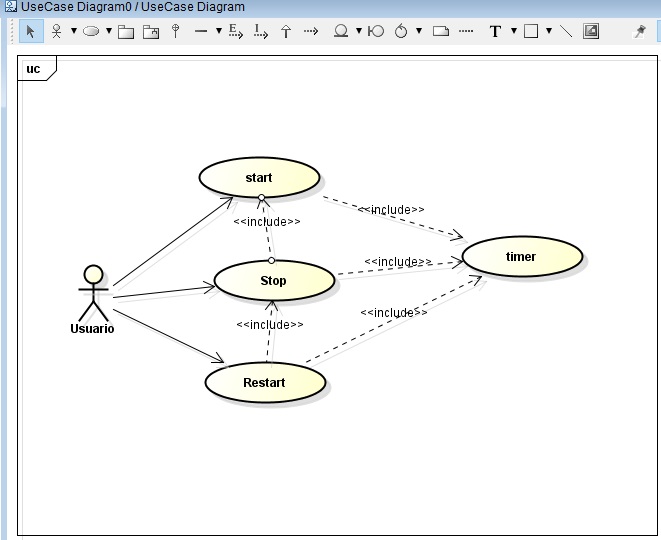 UseCase Diagram0 / UseCase Diagram
E
I
T
uc
start
<<include>>
<<include>>
timer
<<include>>
Stop
Usuario
<<include>>
<<include>>
Restart